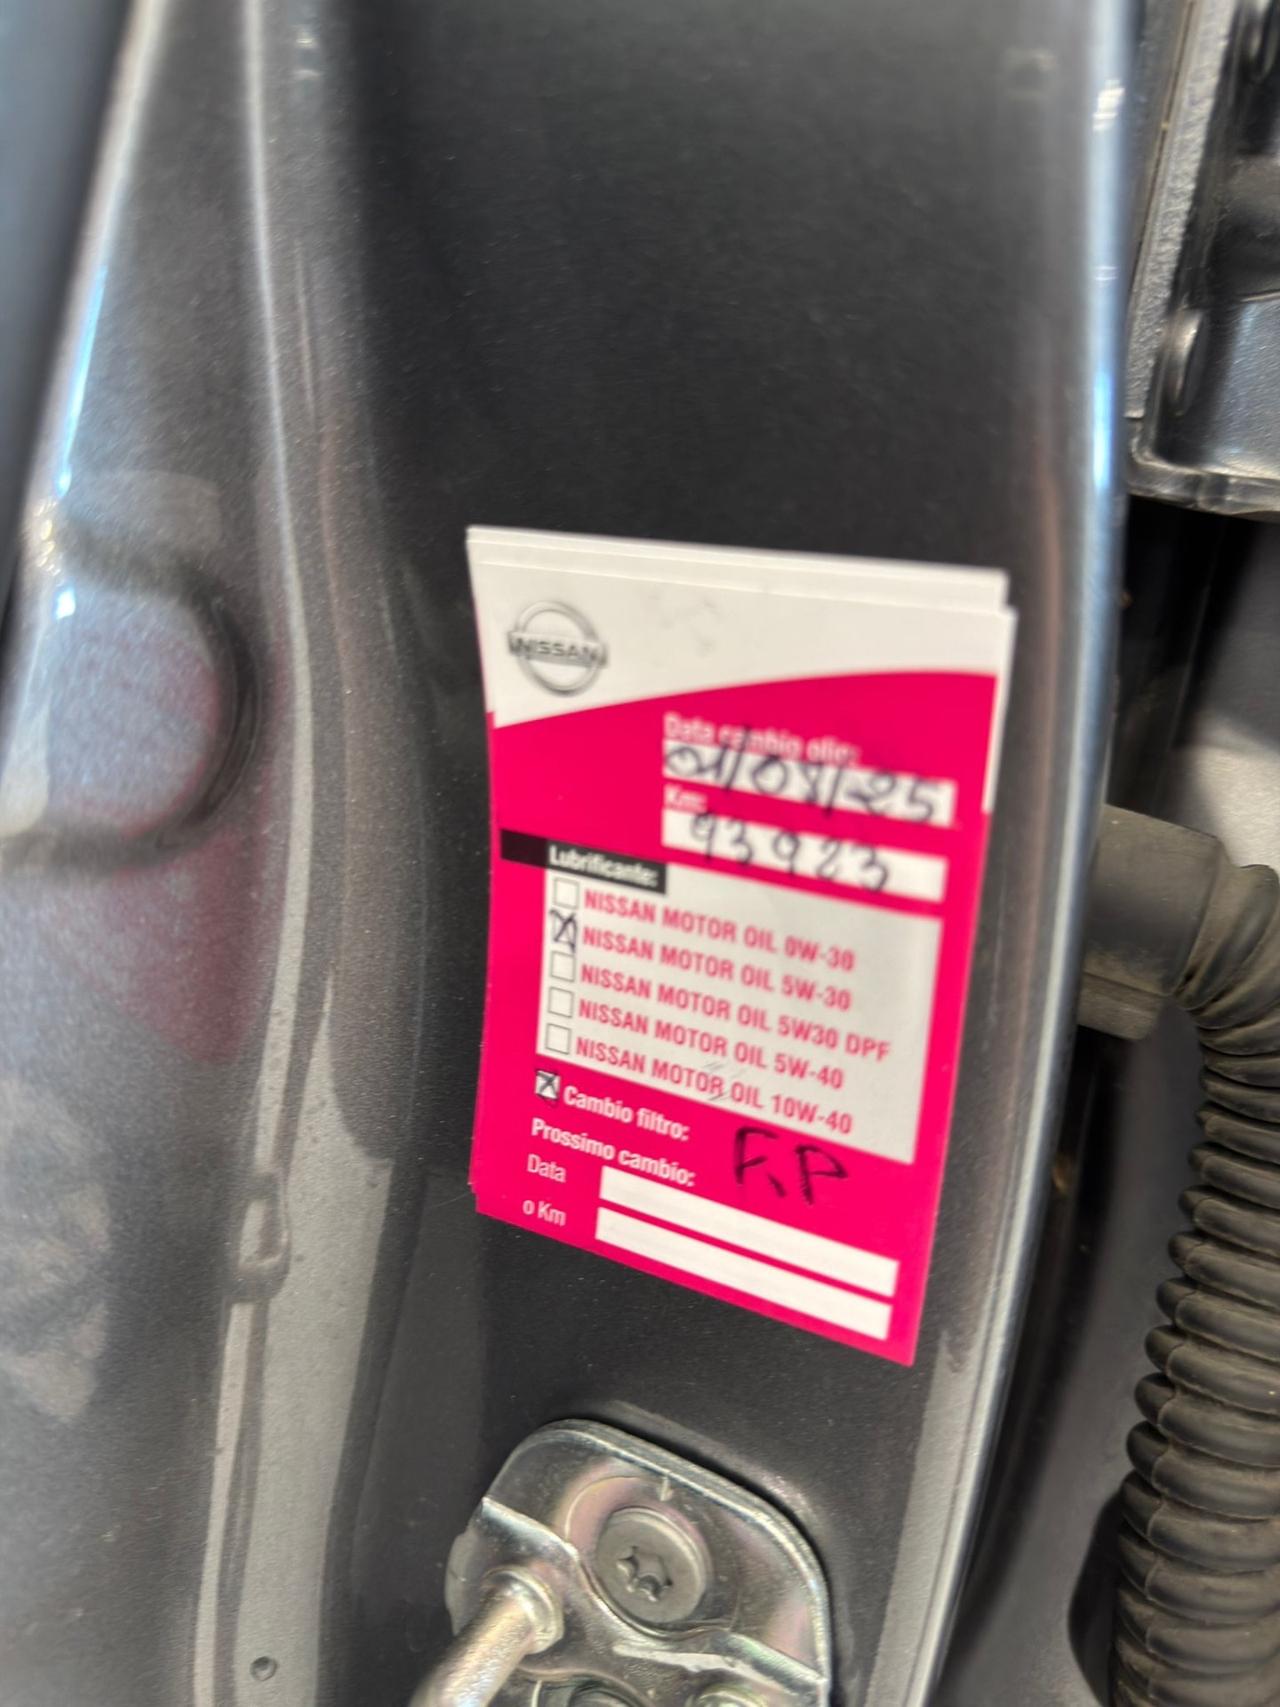 NISSAN
Data cambio olio:
01/08/25
Km:
93923
Lubrificante:
NISSAN MOTOR OIL 0W-30
NISSAN MOTOR OIL 5W-30
NISSAN MOTOR OIL 5W30 DPF
NISSAN MOTOR OIL 5W-40
NISSAN MOTOR OIL 10W-40
Cambio filtro:
F.P
Prossimo cambio:
Data
o Km